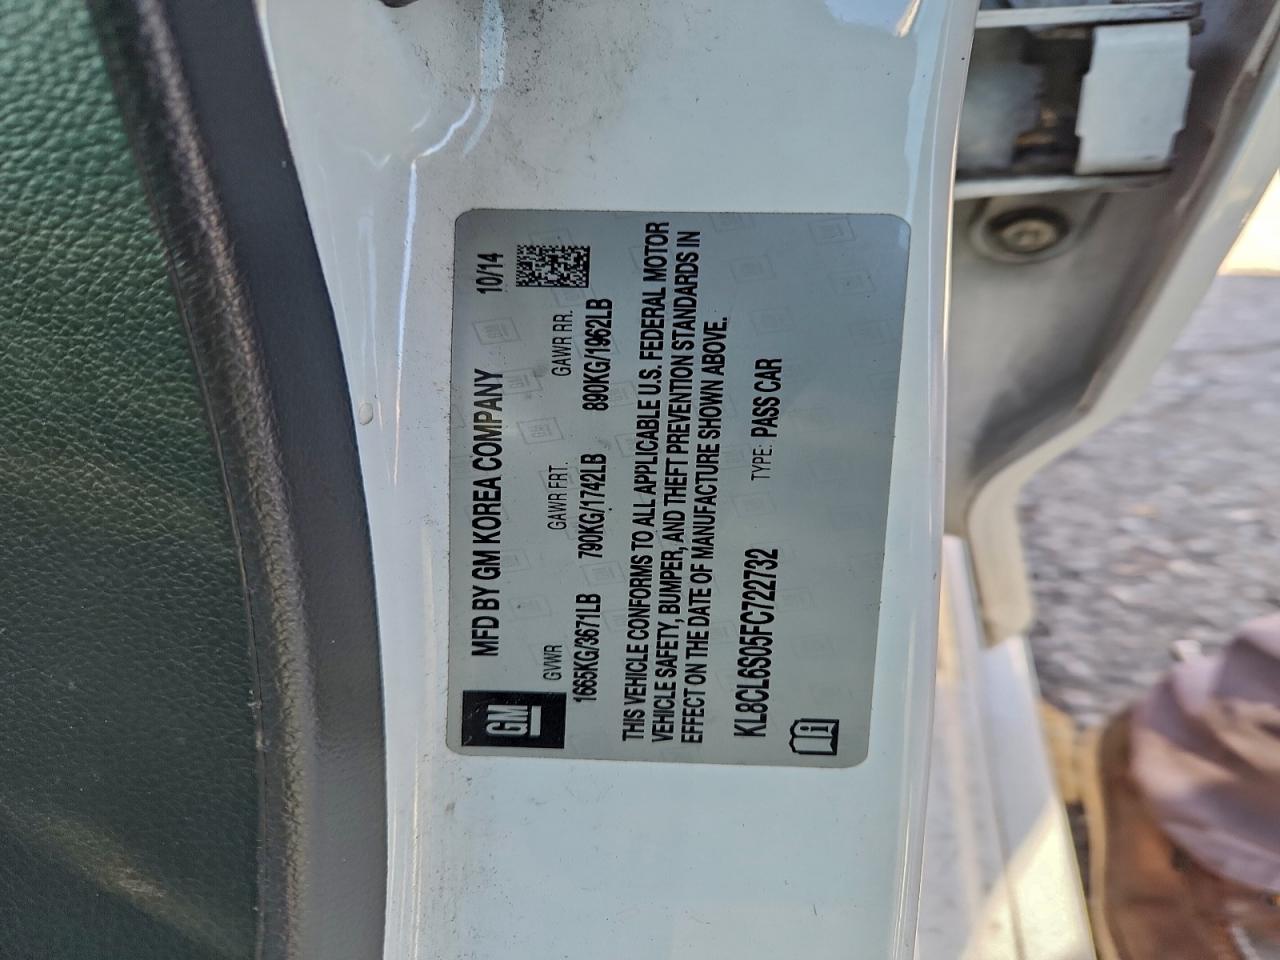 GM
MFD BY GM KOREA COMPANY 10/14
GVWR GAWR FRT. GAWR RR.
1665KG/3671LB 790KG/1742LB 890KG/1962LB
THIS VEHICLE CONFORMS TO ALL APPLICABLE U.S. FEDERAL MOTOR
VEHICLE SAFETY, BUMPER, AND THEFT PREVENTION STANDARDS IN
EFFECT ON THE DATE OF MANUFACTURE SHOWN ABOVE.
KL8CL6S05FC722732 TYPE: PASS CAR